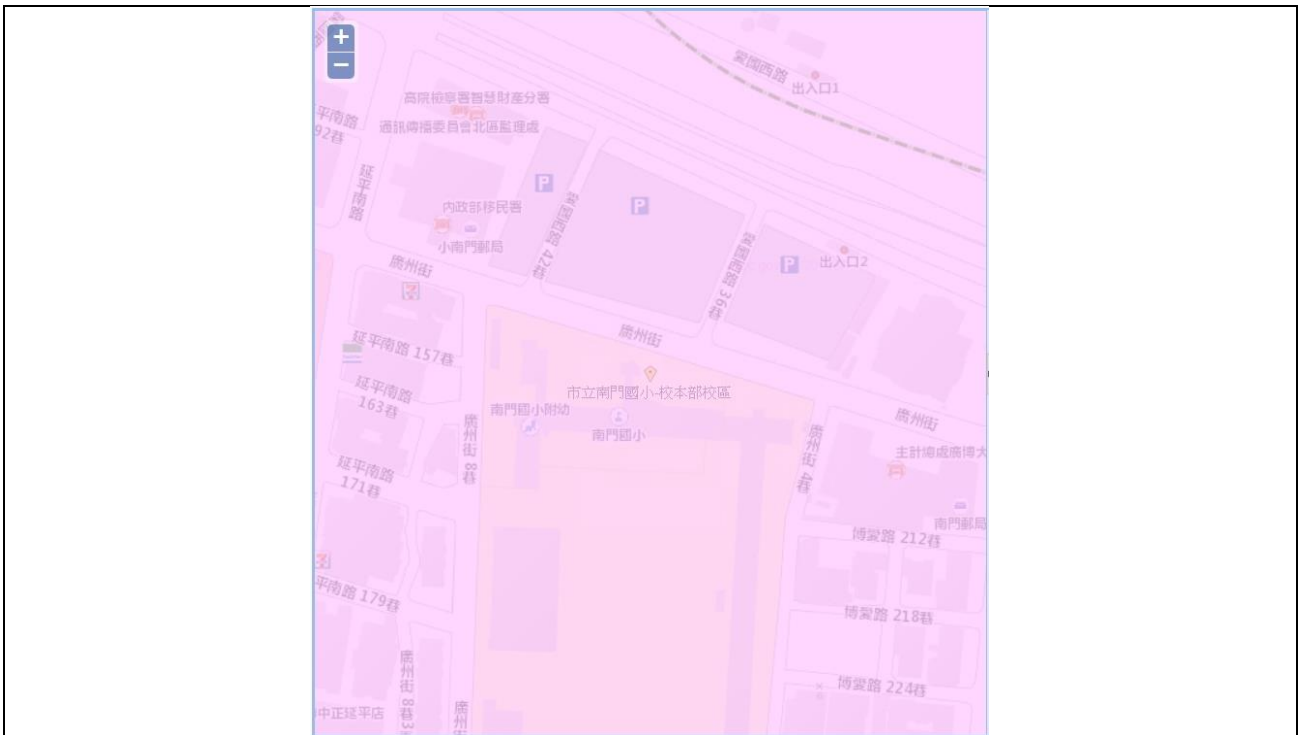 +
−
愛國西路
出入口1
高院檢察署智慧財產分署
通訊傳播委員會北區監理處
平南路
92巷
延平南路
P
P
內政部移民署
小南門郵局
愛國西路 42巷
愛國西路 36巷
P
出入口2
廣州街
7
廣州街
延平南路 157巷
市立南門國小-校本部校區
延平南路
163巷
南門國小附幼
南門國小
廣州街 8巷
廣州街 4巷
廣州街
主計總處廣博大
延平南路
171巷
南門郵局
博愛路 212巷
平南路 179巷
博愛路 218巷
廣州街 8巷3
博愛路 224巷
中正延平店
廣州